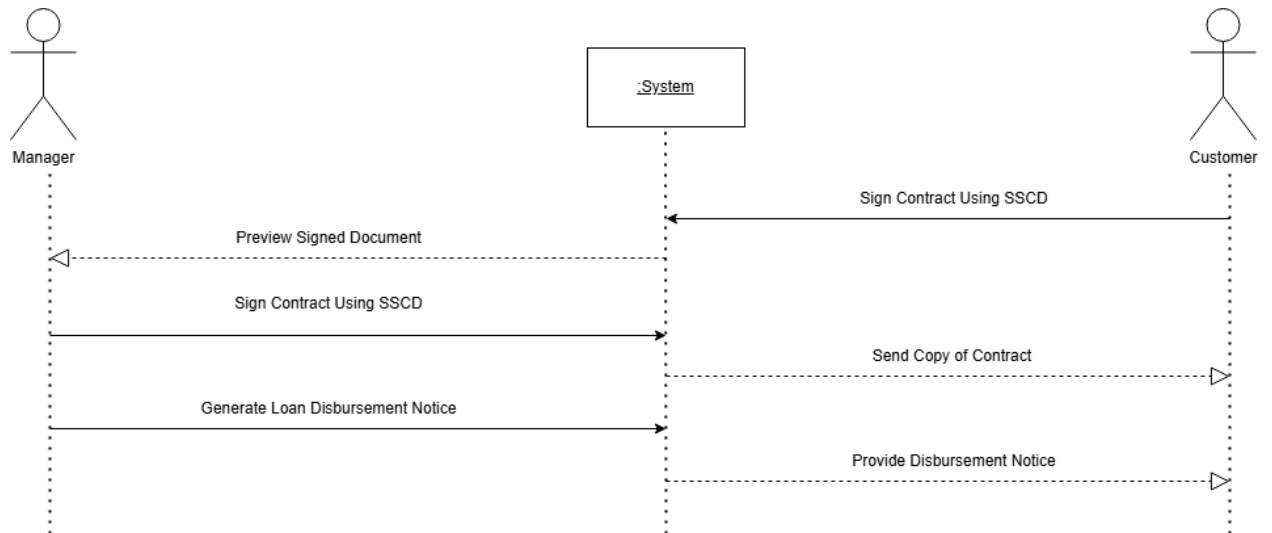 :System
Manager
Customer
Sign Contract Using SSCD
Preview Signed Document
Sign Contract Using SSCD
Send Copy of Contract
Generate Loan Disbursement Notice
Provide Disbursement Notice